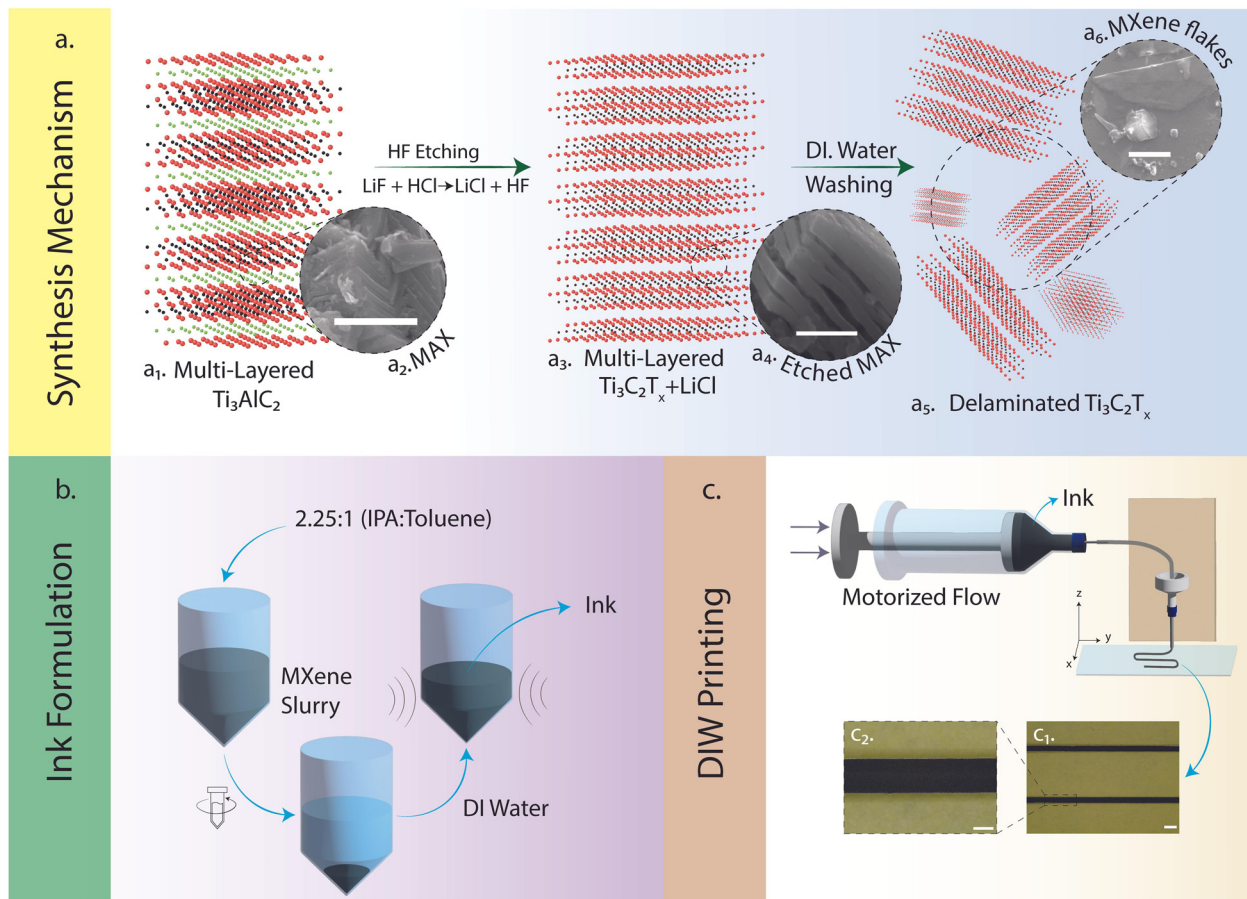 a.
Synthesis Mechanism
HF Etching
LiF + HCl→LiCl + HF
DI. Water
Washing
a₁. Multi-Layered
Ti₃AlC₂
a₂. MAX
a₃. Multi-Layered
Ti₃C₂Tₓ+LiCl
a₄. Etched MAX
a₅. Delaminated Ti₃C₂Tₓ
a₆. MXene flakes
b.
Ink Formulation
2.25:1 (IPA:Toluene)
MXene
Slurry
DI Water
Ink
c.
DIW Printing
Ink
Motorized Flow
z
y
x
C₂.
C₁.